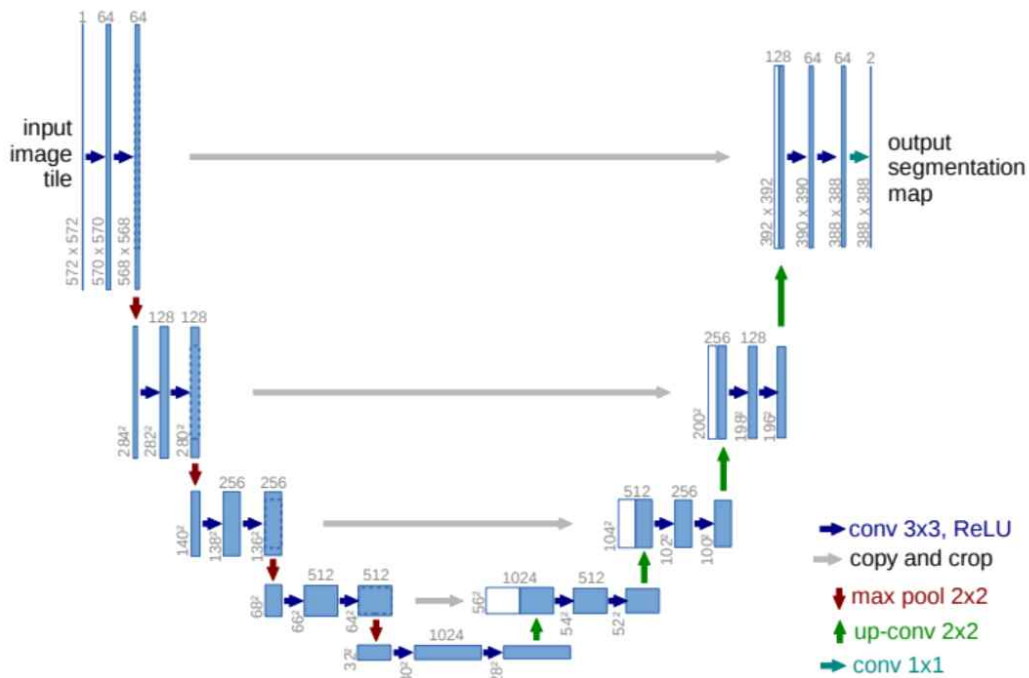 1 64 64
128 64 64 2
input
image
tile
output
segmentation
map
572 x 572
570 x 570
568 x 568
392 x 392
390 x 390
388 x 388
388 x 388
128 128
256 128
284²
282²
280²
200²
198²
196²
256 256
512 256
140²
138²
136²
104²
102²
100²
conv 3x3, ReLU
copy and crop
max pool 2x2
up-conv 2x2
conv 1x1
512 512
1024 512
68²
66²
64²
56²
54²
52²
1024
32²